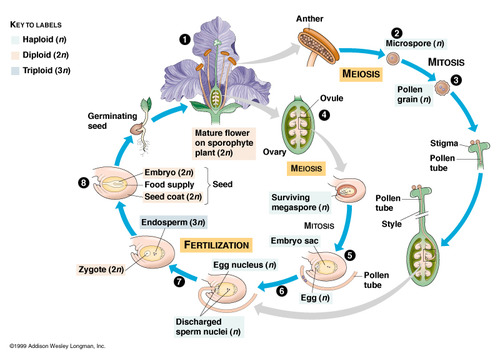 KEY TO LABELS
Haploid (n)
Diploid (2n)
Triploid (3n)
1
Anther
2
Microspore (n)
MEIOSIS
MITOSIS
3
Pollen
grain (n)
Ovule
4
Ovary
Mature flower
on sporophyte
plant (2n)
Germinating
seed
MEIOSIS
Stigma
Pollen
tube
8
Embryo (2n)
Food supply
Seed coat (2n)
Seed
Surviving
megaspore (n)
Pollen
tube
Style
Endosperm (3n)
MITOSIS
FERTILIZATION
Embryo sac
5
Zygote (2n)
Egg nucleus (n)
Pollen
tube
7
6
Egg (n)
Discharged
sperm nuclei (n)
©1999 Addison Wesley Longman, Inc.